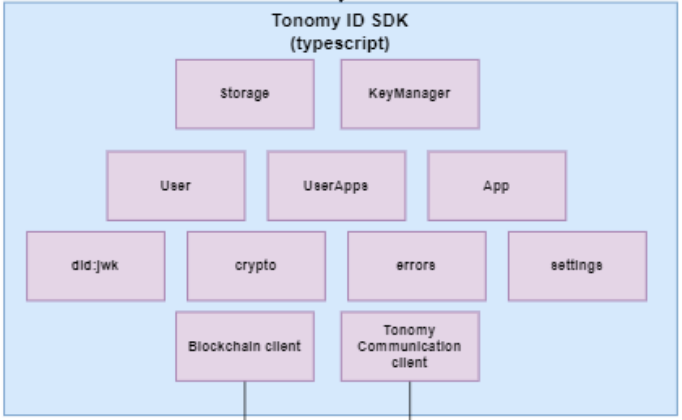 Tonomy ID SDK
(typescript)
Storage
KeyManager
User
UserApps
App
did:jwk
crypto
errors
settings
Blockchain client
Tonomy
Communication
client